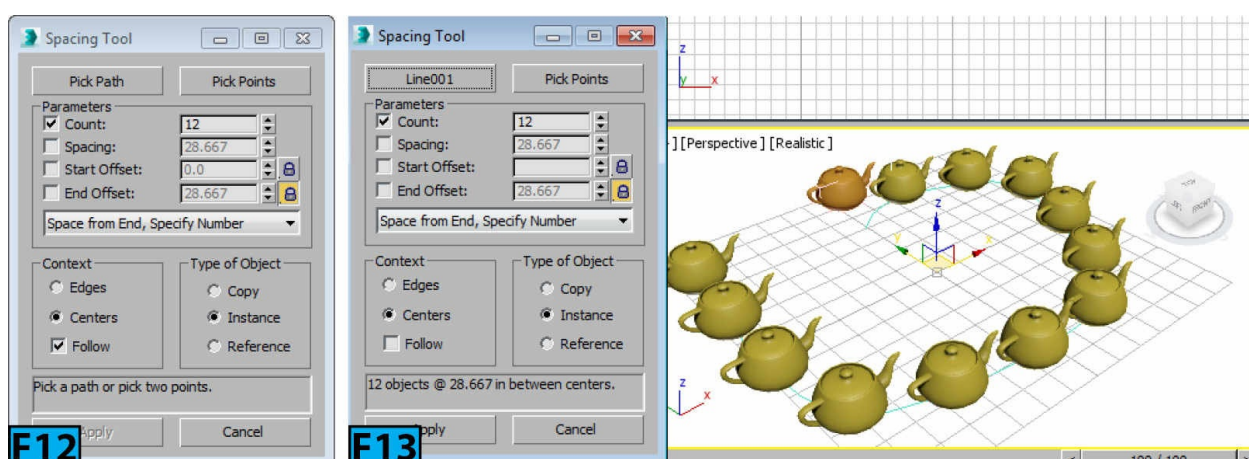 Spacing Tool
Pick Path Pick Points
Parameters
Count: 12
Spacing: 28.667
Start Offset: 0.0
End Offset: 28.667
Space from End, Specify Number
Context
Edges
Centers
Follow
Type of Object
Copy
Instance
Reference
Pick a path or pick two points.
Apply Cancel
F12
Spacing Tool
Line001 Pick Points
Parameters
Count: 12
Spacing: 28.667
Start Offset:
End Offset: 28.667
Space from End, Specify Number
Context
Edges
Centers
Follow
Type of Object
Copy
Instance
Reference
12 objects @ 28.667 in between centers.
Cancel
F13
z
y x
] [Perspective ] [Realistic ]
z
y x
z
x
100 / 100